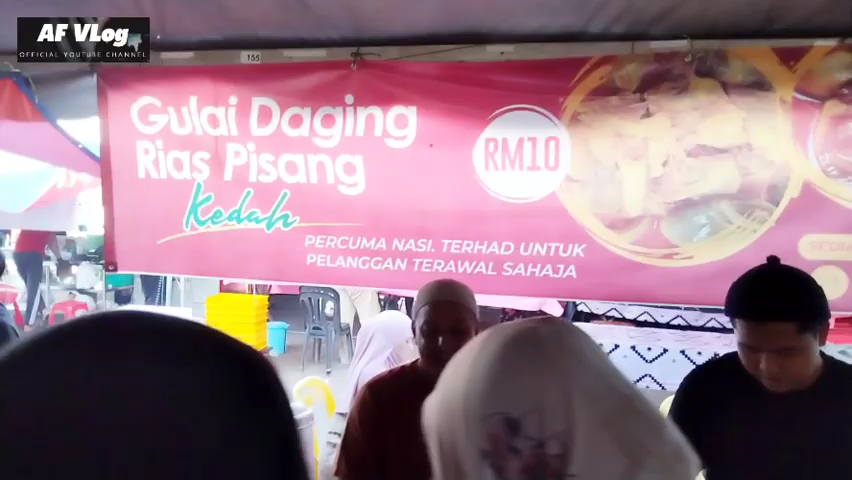 AF VLog
OFFICIAL YOUTUBE CHANNEL
155
Gulai Daging
Rias Pisang
Kedah
RM10
PERCUMA NASI. TERHAD UNTUK
PELANGGAN TERAWAL SAHAJA